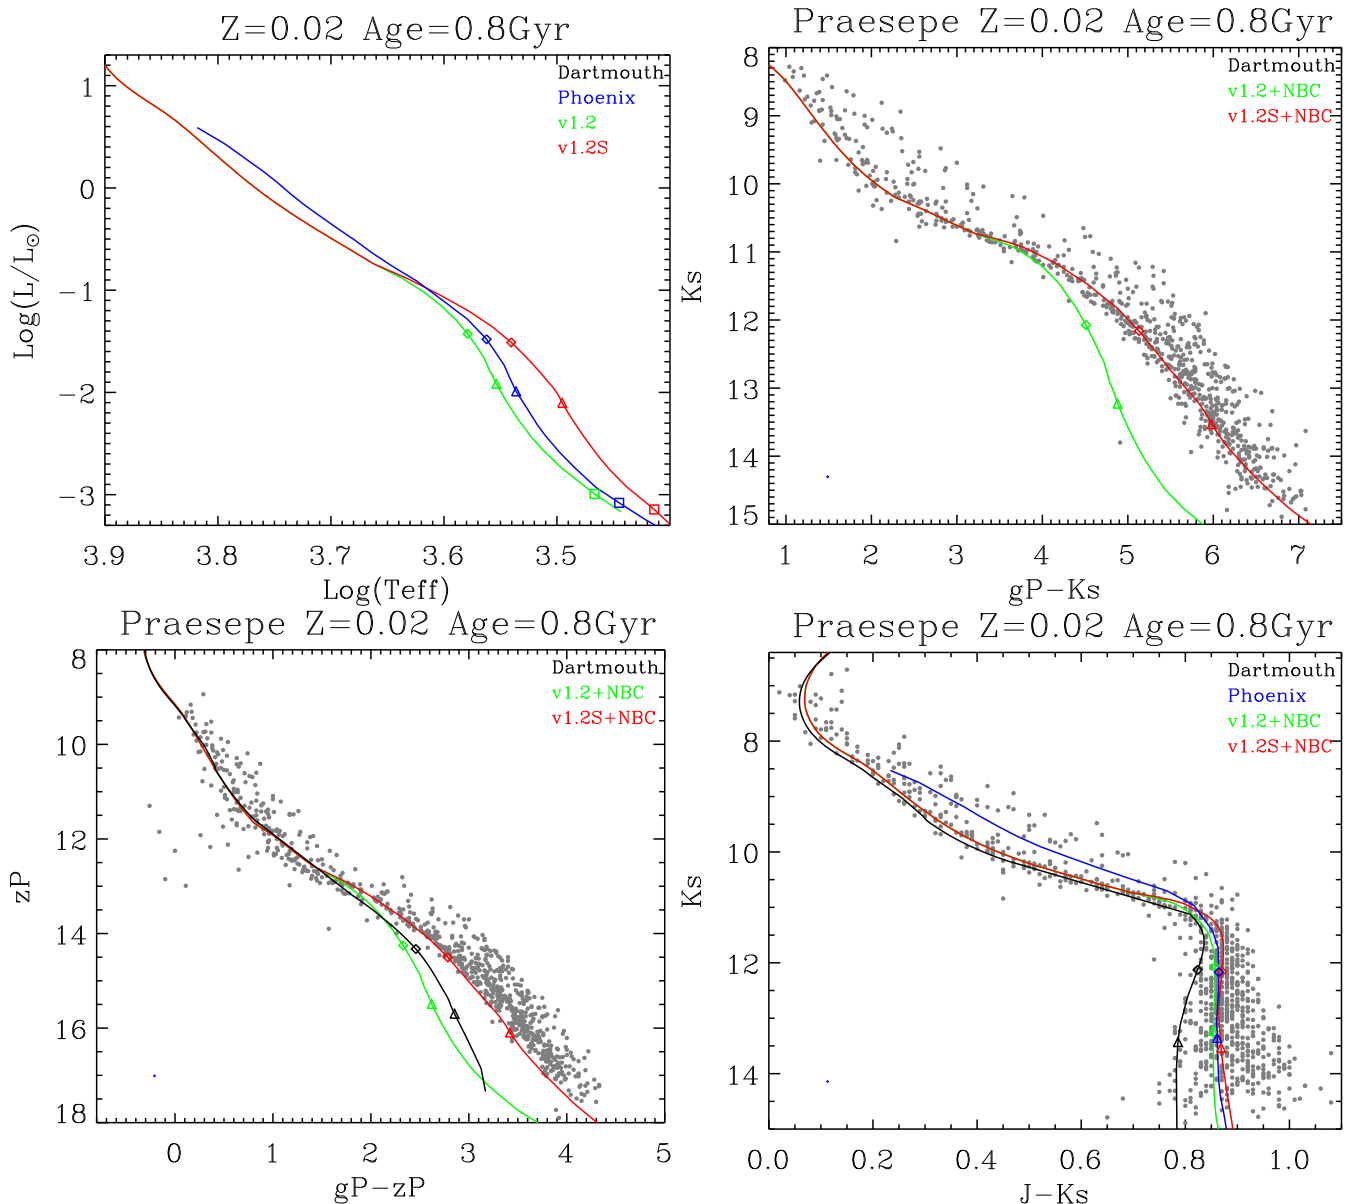 Z=0.02 Age=0.8Gyr
Log(L/L☉)
1
0
−1
−2
−3
Dartmouth
Phoenix
v1.2
v1.2S
3.9 3.8 3.7 3.6 3.5
Log(Teff)
Praesepe Z=0.02 Age=0.8Gyr
Ks
8
9
10
11
12
13
14
15
Dartmouth
v1.2+NBC
v1.2S+NBC
1 2 3 4 5 6 7
gP−Ks
Praesepe Z=0.02 Age=0.8Gyr
zP
8
10
12
14
16
18
Dartmouth
v1.2+NBC
v1.2S+NBC
0 1 2 3 4 5
gP−zP
Praesepe Z=0.02 Age=0.8Gyr
Ks
8
10
12
14
Dartmouth
Phoenix
v1.2+NBC
v1.2S+NBC
0.0 0.2 0.4 0.6 0.8 1.0
J−Ks